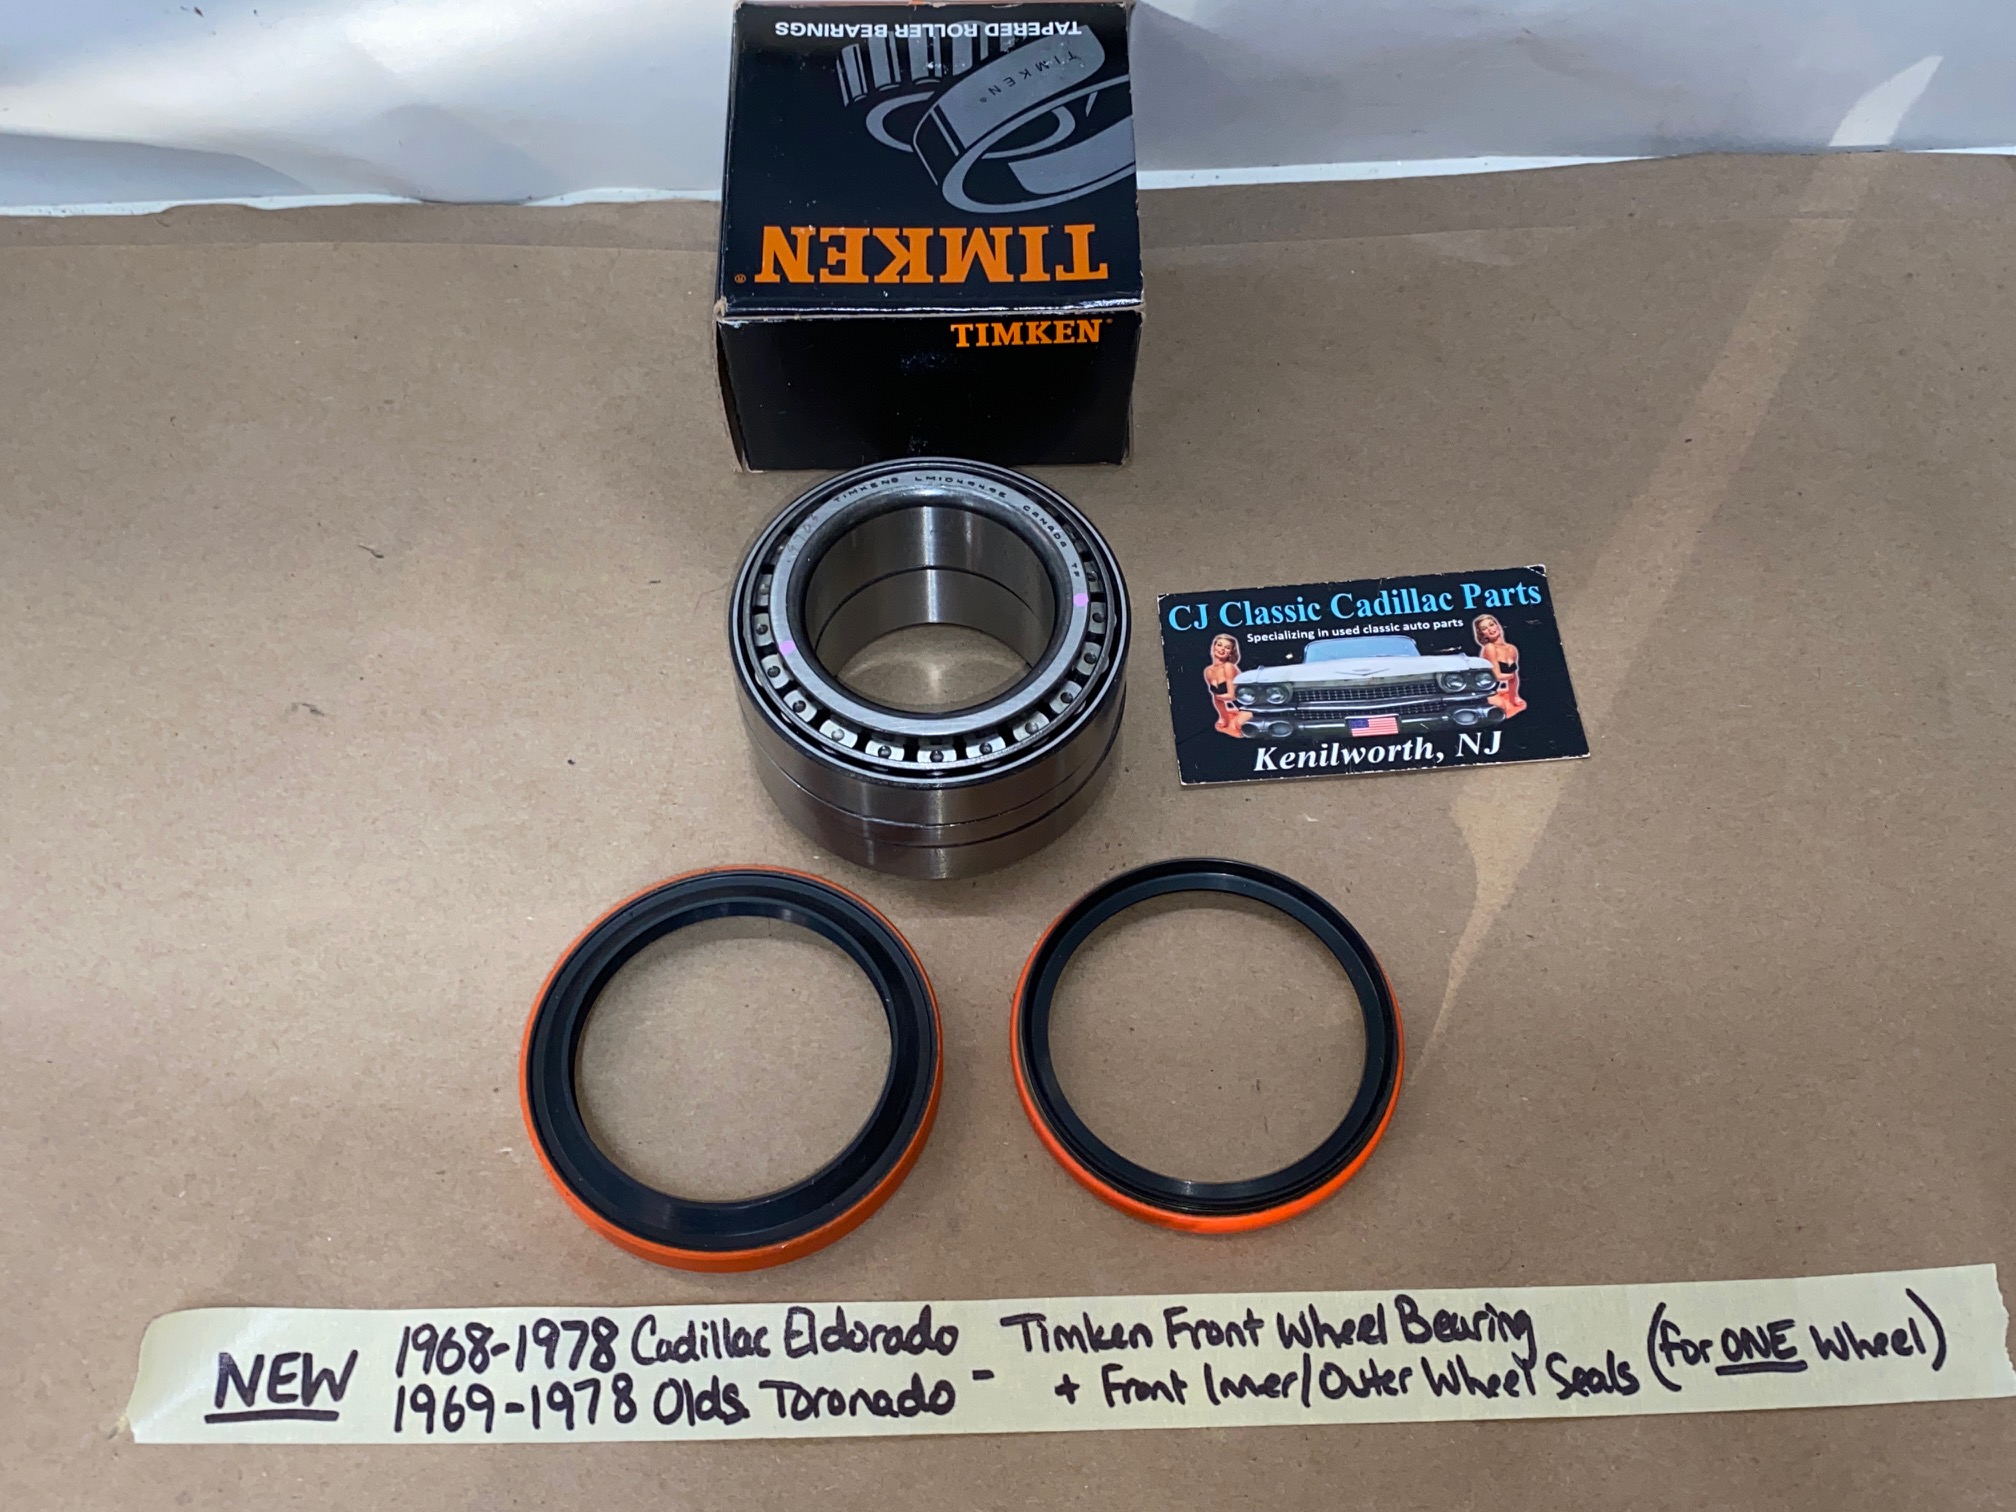 TAPERED ROLLER BEARINGS
TIMKEN®
TIMKEN®
TIMKEN
TIMKEN® CANADA
CJ Classic Cadillac Parts
Specializing in used classic auto parts
Kenilworth, NJ
NEW 1968-1978 Cadillac Eldorado - Timken Front Wheel Bearing (for ONE Wheel)
1969-1978 Olds. Toronado + Front Inner/Outer Wheel Seals